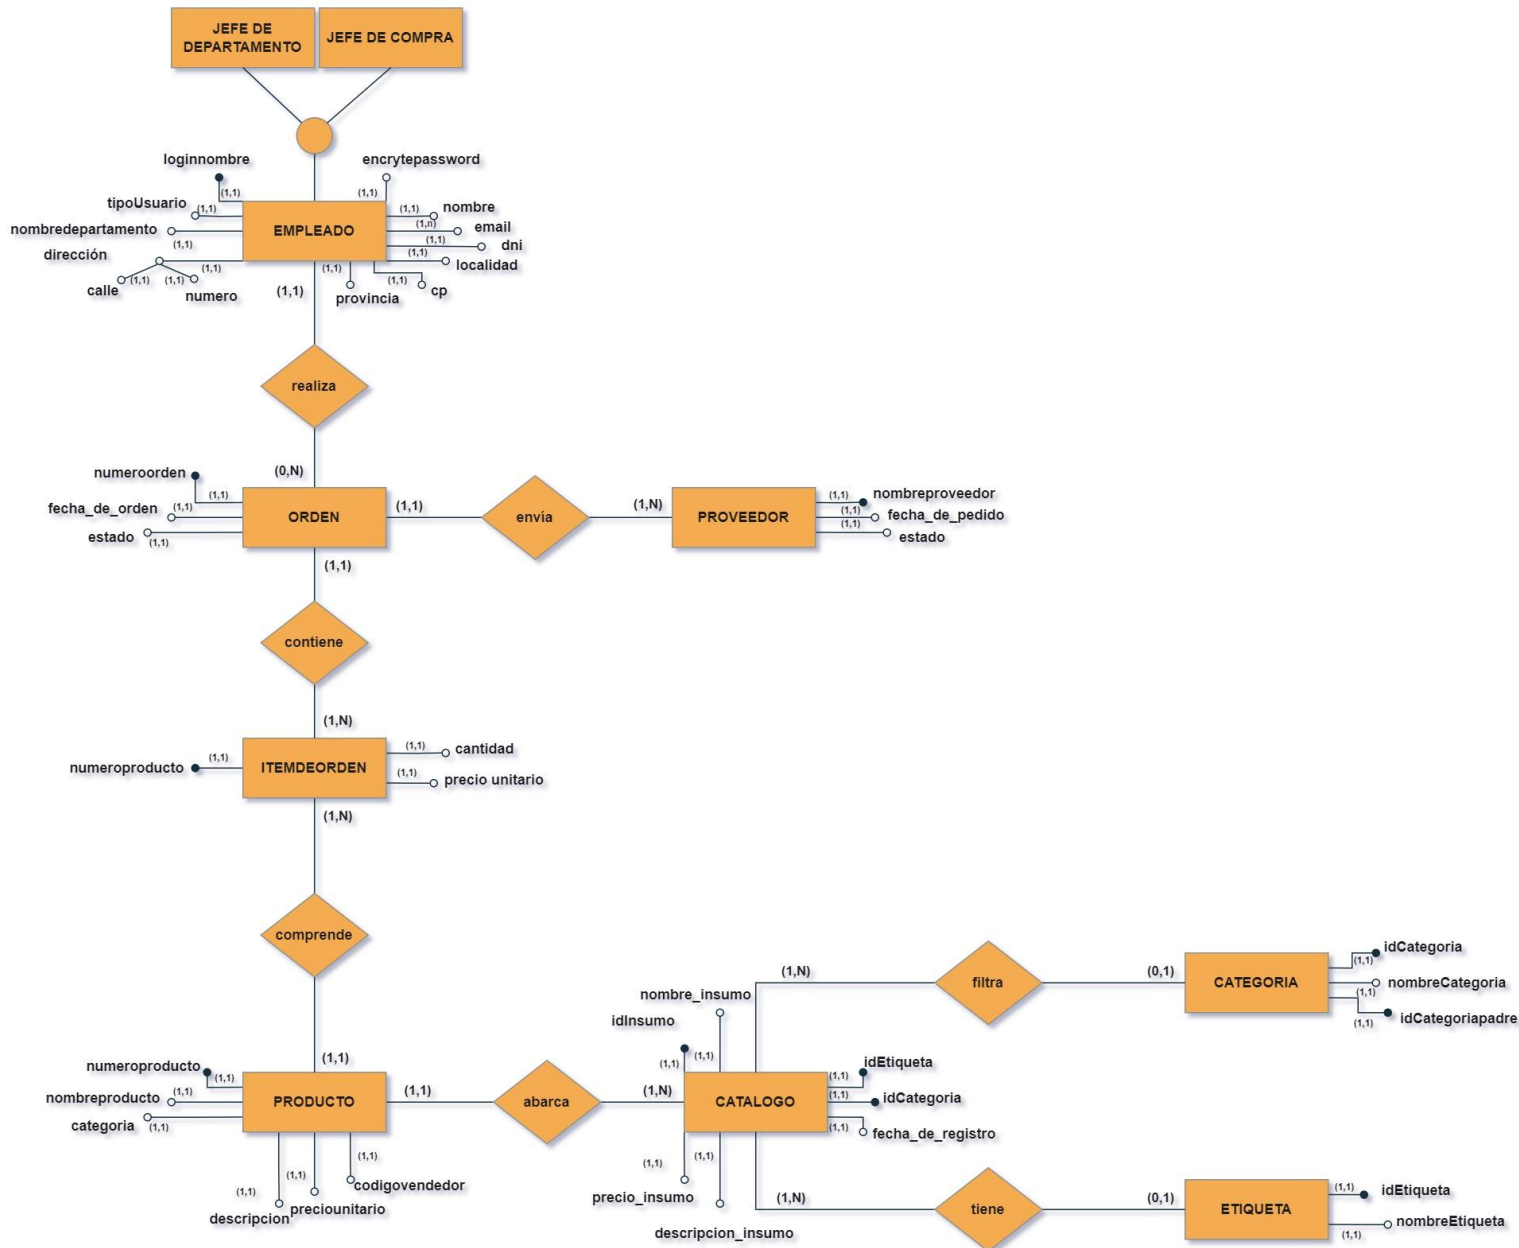 JEFE DE
DEPARTAMENTO
JEFE DE COMPRA
loginnombre
encrytepassword
(1,1)
(1,1)
tipoUsuario
(1,1)
(1,1)
nombre
nombredepartamento
(1,1)
EMPLEADO
(1,n)
email
(1,1)
dni
dirección
(1,1)
(1,1)
localidad
calle
(1,1)
(1,1)
numero
(1,1)
provincia
(1,1)
cp
(1,1)
realiza
(0,N)
numeroorden
(1,1)
fecha_de_orden
(1,1)
estado
(1,1)
ORDEN
(1,1)
envía
(1,N)
PROVEEDOR
(1,1)
nombreproveedor
(1,1)
fecha_de_pedido
(1,1)
estado
(1,1)
contiene
(1,N)
numeroproducto
(1,1)
ITEMDEORDEN
(1,1)
cantidad
(1,1)
precio unitario
(1,N)
comprende
(1,1)
numeroproducto
(1,1)
nombreproducto
(1,1)
categoria
(1,1)
PRODUCTO
(1,1)
descripcion
(1,1)
preciounitario
(1,1)
codigovendedor
(1,1)
abarca
(1,N)
CATALOGO
nombre_insumo
(1,1)
idInsumo
(1,1)
(1,1)
idEtiqueta
(1,1)
idCategoria
(1,1)
fecha_de_registro
(1,1)
precio_insumo
(1,1)
descripcion_insumo
(1,N)
filtra
(0,1)
CATEGORIA
idCategoria
(1,1)
nombreCategoria
(1,1)
idCategoriapadre
(1,1)
(1,N)
tiene
(0,1)
ETIQUETA
(1,1)
idEtiqueta
nombreEtiqueta
(1,1)